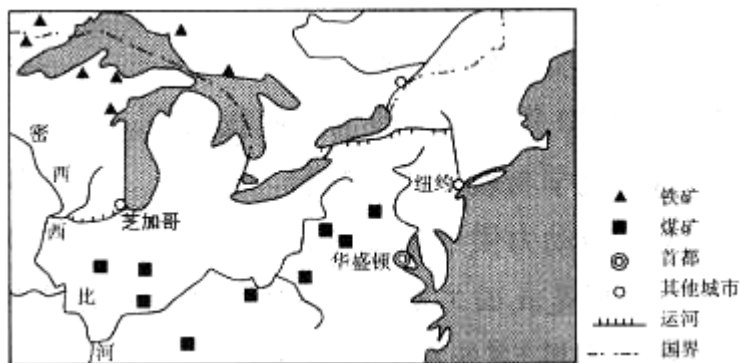 密
西
西
比
河
芝加哥
纽约
华盛顿
铁矿
煤矿
首都
其他城市
运河
国界